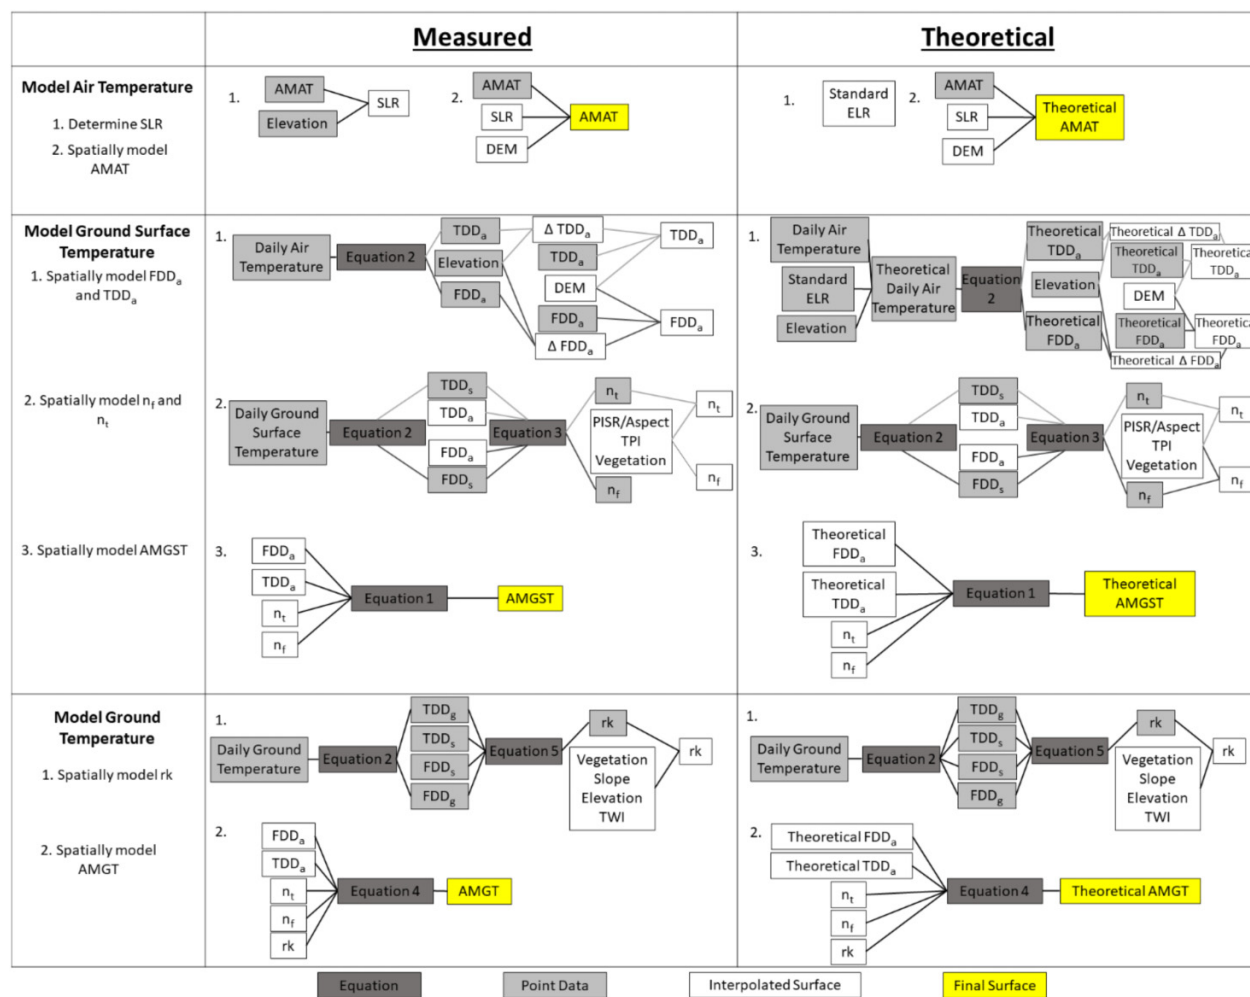 Measured
Theoretical
Model Air Temperature
1. Determine SLR
2. Spatially model
AMAT
1.
AMAT
Elevation
SLR
2.
AMAT
SLR
DEM
AMAT
1.
Standard
ELR
2.
AMAT
SLR
DEM
Theoretical
AMAT
Model Ground Surface
Temperature
1. Spatially model FDDa
and TDDa
1.
Daily Air
Temperature
Equation 2
TDDa
Elevation
FDDa
Δ TDDa
TDDa
DEM
FDDa
Δ FDDa
TDDa
FDDa
1.
Daily Air
Temperature
Standard
ELR
Elevation
Theoretical
Daily Air
Temperature
Equation
2
Theoretical
TDDa
Elevation
Theoretical
FDDa
Theoretical Δ TDDa
Theoretical
TDDa
DEM
Theoretical
FDDa
Theoretical Δ FDDa
Theoretical
TDDa
Theoretical
FDDa
2. Spatially model nf and
nt
2.
Daily Ground
Surface
Temperature
Equation 2
TDDs
TDDa
FDDa
FDDs
Equation 3
nt
PISR/Aspect
TPI
Vegetation
nf
nt
nf
2.
Daily Ground
Surface
Temperature
Equation 2
TDDs
TDDa
FDDa
FDDs
Equation 3
nt
PISR/Aspect
TPI
Vegetation
nf
nt
nf
3. Spatially model AMGST
3.
FDDa
TDDa
nt
nf
Equation 1
AMGST
3.
Theoretical
FDDa
Theoretical
TDDa
nt
nf
Equation 1
Theoretical
AMGST
Model Ground
Temperature
1. Spatially model rk
1.
Daily Ground
Temperature
Equation 2
TDDg
TDDs
FDDs
FDDg
Equation 5
rk
Vegetation
Slope
Elevation
TWI
rk
1.
Daily Ground
Temperature
Equation 2
TDDg
TDDs
FDDs
FDDg
Equation 5
rk
Vegetation
Slope
Elevation
TWI
rk
2. Spatially model
AMGT
2.
FDDa
TDDa
nt
nf
rk
Equation 4
AMGT
2.
Theoretical FDDa
Theoretical TDDa
nt
nf
rk
Equation 4
Theoretical AMGT
Equation
Point Data
Interpolated Surface
Final Surface